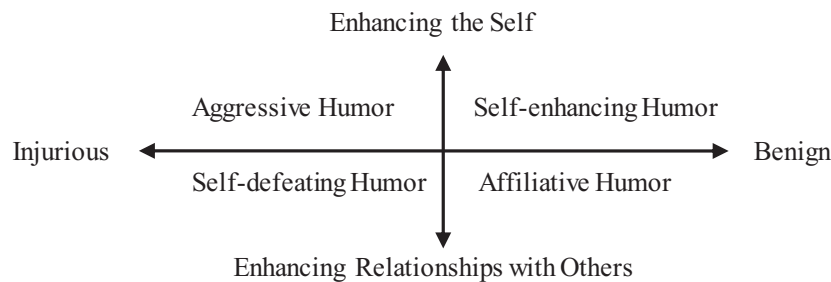 Enhancing the Self
Aggressive Humor
Self-enhancing Humor
Injurious
Benign
Self-defeating Humor
Affiliative Humor
Enhancing Relationships with Others